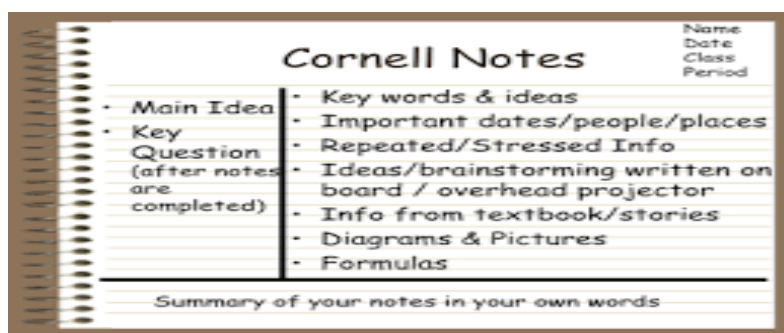 Name
Date
Cornell Notes
Class
Period
• Main Idea
• Key
Question
(after notes
are
completed)
• Key words & ideas
• Important dates/people/places
• Repeated/Stressed Info
• Ideas/brainstorming written on
board / overhead projector
• Info from textbook/stories
• Diagrams & Pictures
• Formulas
Summary of your notes in your own words